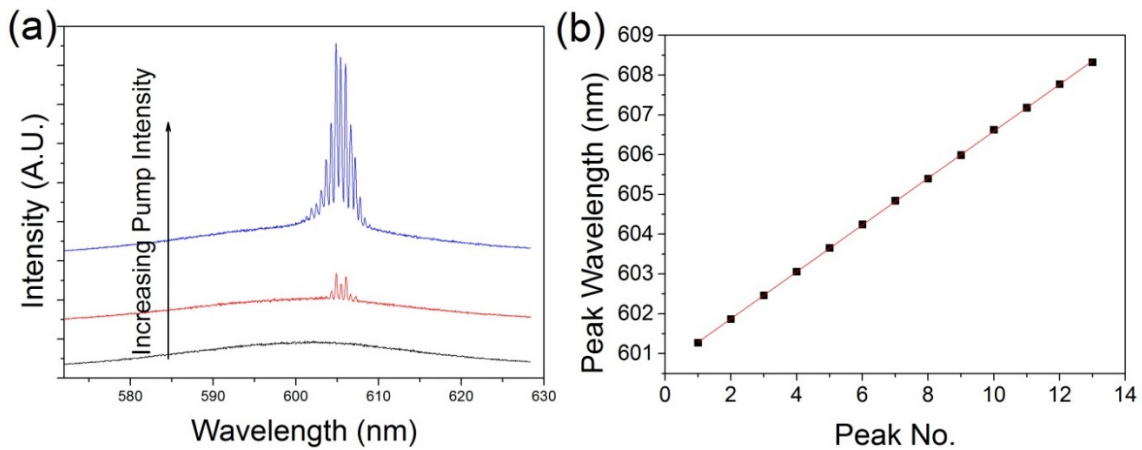 (a)
Intensity (A.U.)
Increasing Pump Intensity
580 590 600 610 620 630
Wavelength (nm)
(b)
Peak Wavelength (nm)
609
608
607
606
605
604
603
602
601
0 2 4 6 8 10 12 14
Peak No.